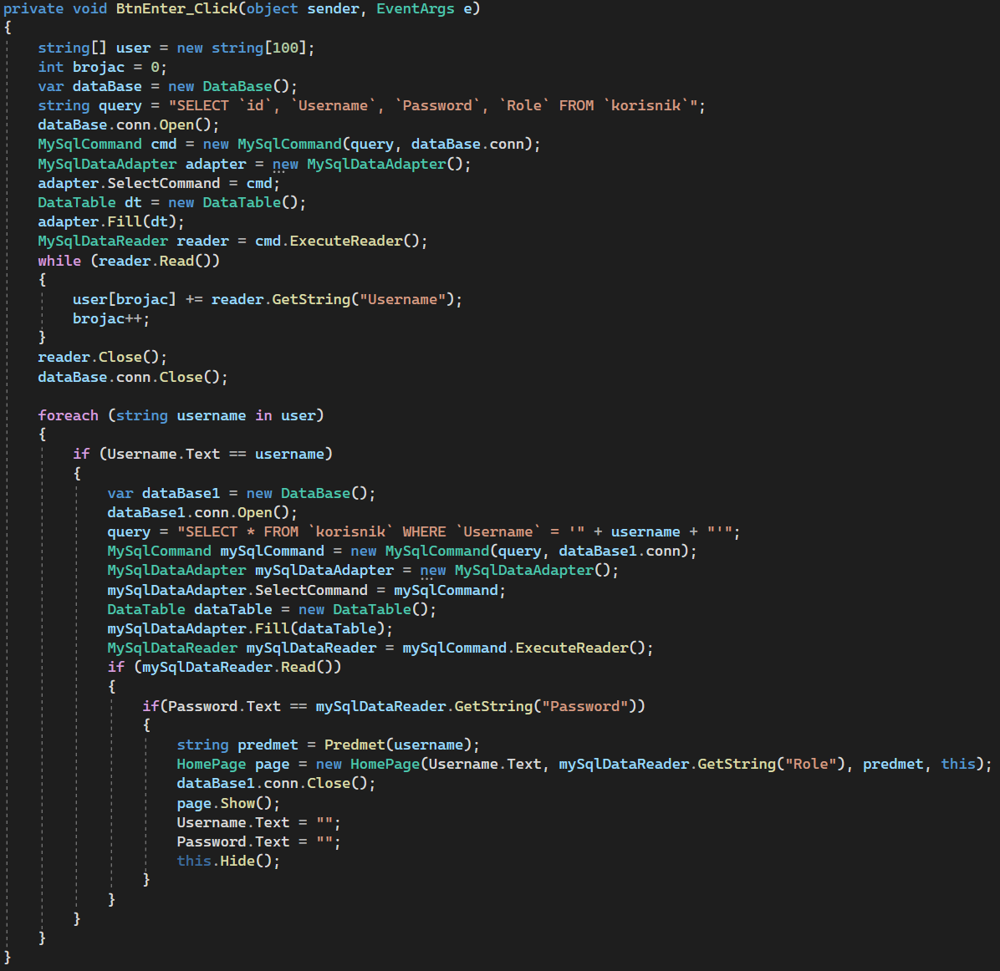 private void BtnEnter_Click(object sender, EventArgs e)
{
    string[] user = new string[100];
    int brojac = 0;
    var dataBase = new DataBase();
    string query = "SELECT `id`, `Username`, `Password`, `Role` FROM `korisnik`";
    dataBase.conn.Open();
    MySqlCommand cmd = new MySqlCommand(query, dataBase.conn);
    MySqlDataAdapter adapter = new MySqlDataAdapter();
    adapter.SelectCommand = cmd;
    DataTable dt = new DataTable();
    adapter.Fill(dt);
    MySqlDataReader reader = cmd.ExecuteReader();
    while (reader.Read())
    {
        user[brojac] += reader.GetString("Username");
        brojac++;
    }
    reader.Close();
    dataBase.conn.Close();

    foreach (string username in user)
    {
        if (Username.Text == username)
        {
            var dataBase1 = new DataBase();
            dataBase1.conn.Open();
            query = "SELECT * FROM `korisnik` WHERE `Username` = '" + username + "'";
            MySqlCommand mySqlCommand = new MySqlCommand(query, dataBase1.conn);
            MySqlDataAdapter mySqlDataAdapter = new MySqlDataAdapter();
            mySqlDataAdapter.SelectCommand = mySqlCommand;
            DataTable dataTable = new DataTable();
            mySqlDataAdapter.Fill(dataTable);
            MySqlDataReader mySqlDataReader = mySqlCommand.ExecuteReader();
            if (mySqlDataReader.Read())
            {
                if(Password.Text == mySqlDataReader.GetString("Password"))
                {
                    string predmet = Predmet(username);
                    HomePage page = new HomePage(Username.Text, mySqlDataReader.GetString("Role"), predmet, this);
                    dataBase1.conn.Close();
                    page.Show();
                    Username.Text = "";
                    Password.Text = "";
                    this.Hide();
                }
            }
        }
    }
}